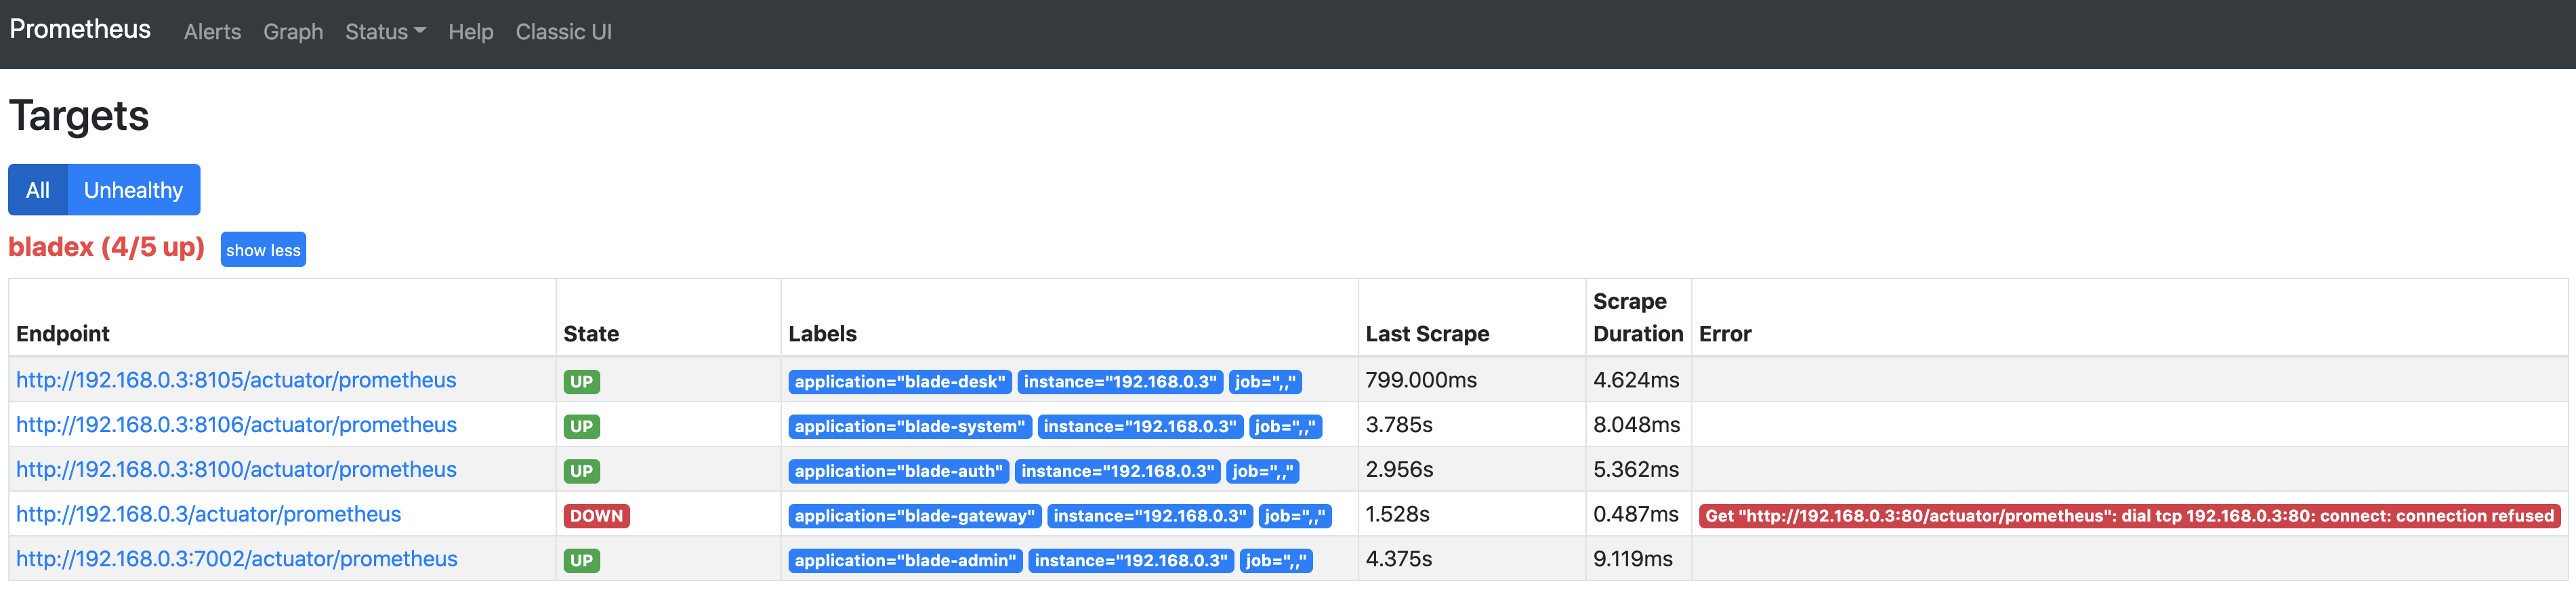 Prometheus Alerts Graph Status Help Classic UI
Targets
All Unhealthy
bladex (4/5 up) show less
Endpoint State Labels Last Scrape Scrape Duration Error
http://192.168.0.3:8105/actuator/prometheus UP application="blade-desk" instance="192.168.0.3" job=",," 799.000ms 4.624ms
http://192.168.0.3:8106/actuator/prometheus UP application="blade-system" instance="192.168.0.3" job=",," 3.785s 8.048ms
http://192.168.0.3:8100/actuator/prometheus UP application="blade-auth" instance="192.168.0.3" job=",," 2.956s 5.362ms
http://192.168.0.3/actuator/prometheus DOWN application="blade-gateway" instance="192.168.0.3" job=",," 1.528s 0.487ms Get "http://192.168.0.3:80/actuator/prometheus": dial tcp 192.168.0.3:80: connect: connection refused
http://192.168.0.3:7002/actuator/prometheus UP application="blade-admin" instance="192.168.0.3" job=",," 4.375s 9.119ms